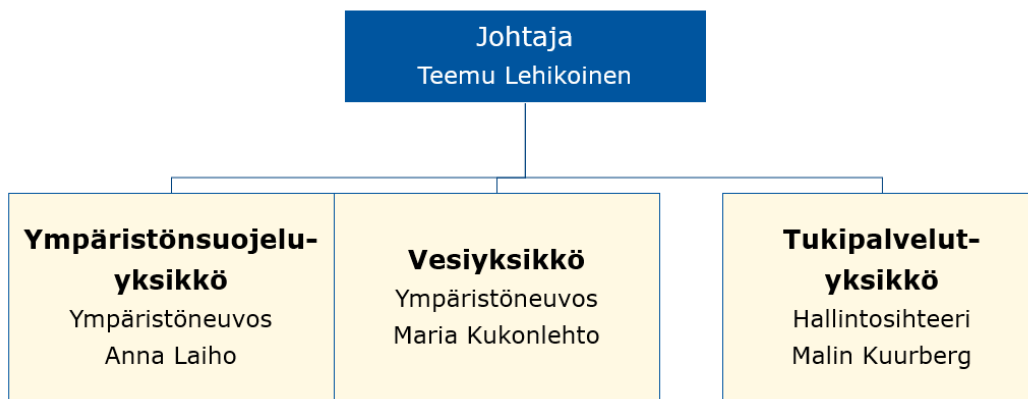 Johtaja
Teemu Lehikoinen
Ympäristönsuojelu-
yksikkö
Ympäristöneuvos
Anna Laiho
Vesiyksikkö
Ympäristöneuvos
Maria Kukonlehto
Tukipalvelut-
yksikkö
Hallintosihteeri
Malin Kuurberg